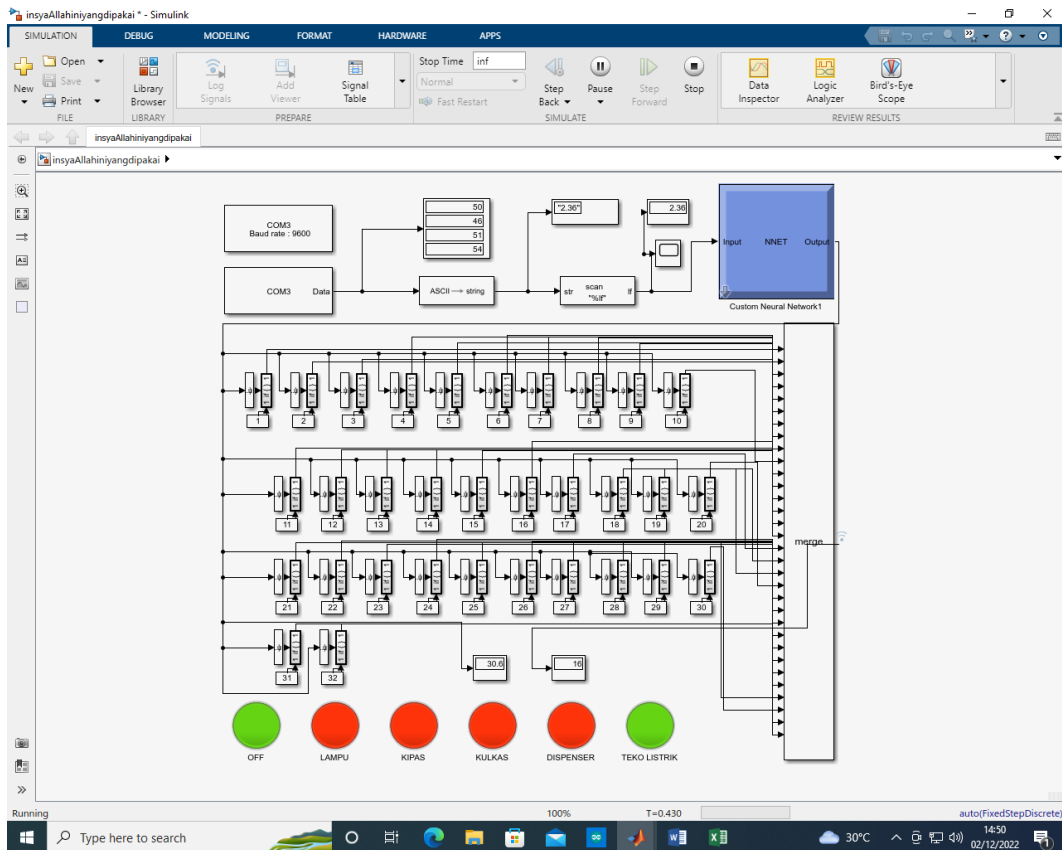 insyaAllahiniyangdipakai * - Simulink
SIMULATION DEBUG MODELING FORMAT HARDWARE APPS
New
Open
Save
Print
FILE
Library Browser
LIBRARY
Log Signals
Add Viewer
Signal Table
PREPARE
Stop Time inf
Normal
Fast Restart
Step Back
Pause
Step Forward
Stop
SIMULATE
Data Inspector
Logic Analyzer
Bird's-Eye Scope
REVIEW RESULTS
insyaAllahiniyangdipakai
insyaAllahiniyangdipakai
COM3
Baud rate : 9600
50
46
51
54
"2.36"
2.36
COM3 Data
ASCII → string
str scan "%lf" lf
Input NNET Output
Custom Neural Network1
1 2 3 4 5 6 7 8 9 10
11 12 13 14 15 16 17 18 19 20
merge
21 22 23 24 25 26 27 28 29 30
31 32
30.6
16
OFF LAMPU KIPAS KULKAS DISPENSER TEKO LISTRIK
Running 100% T=0.430 auto(FixedStepDiscrete)
Type here to search
30°C
14:50
02/12/2022